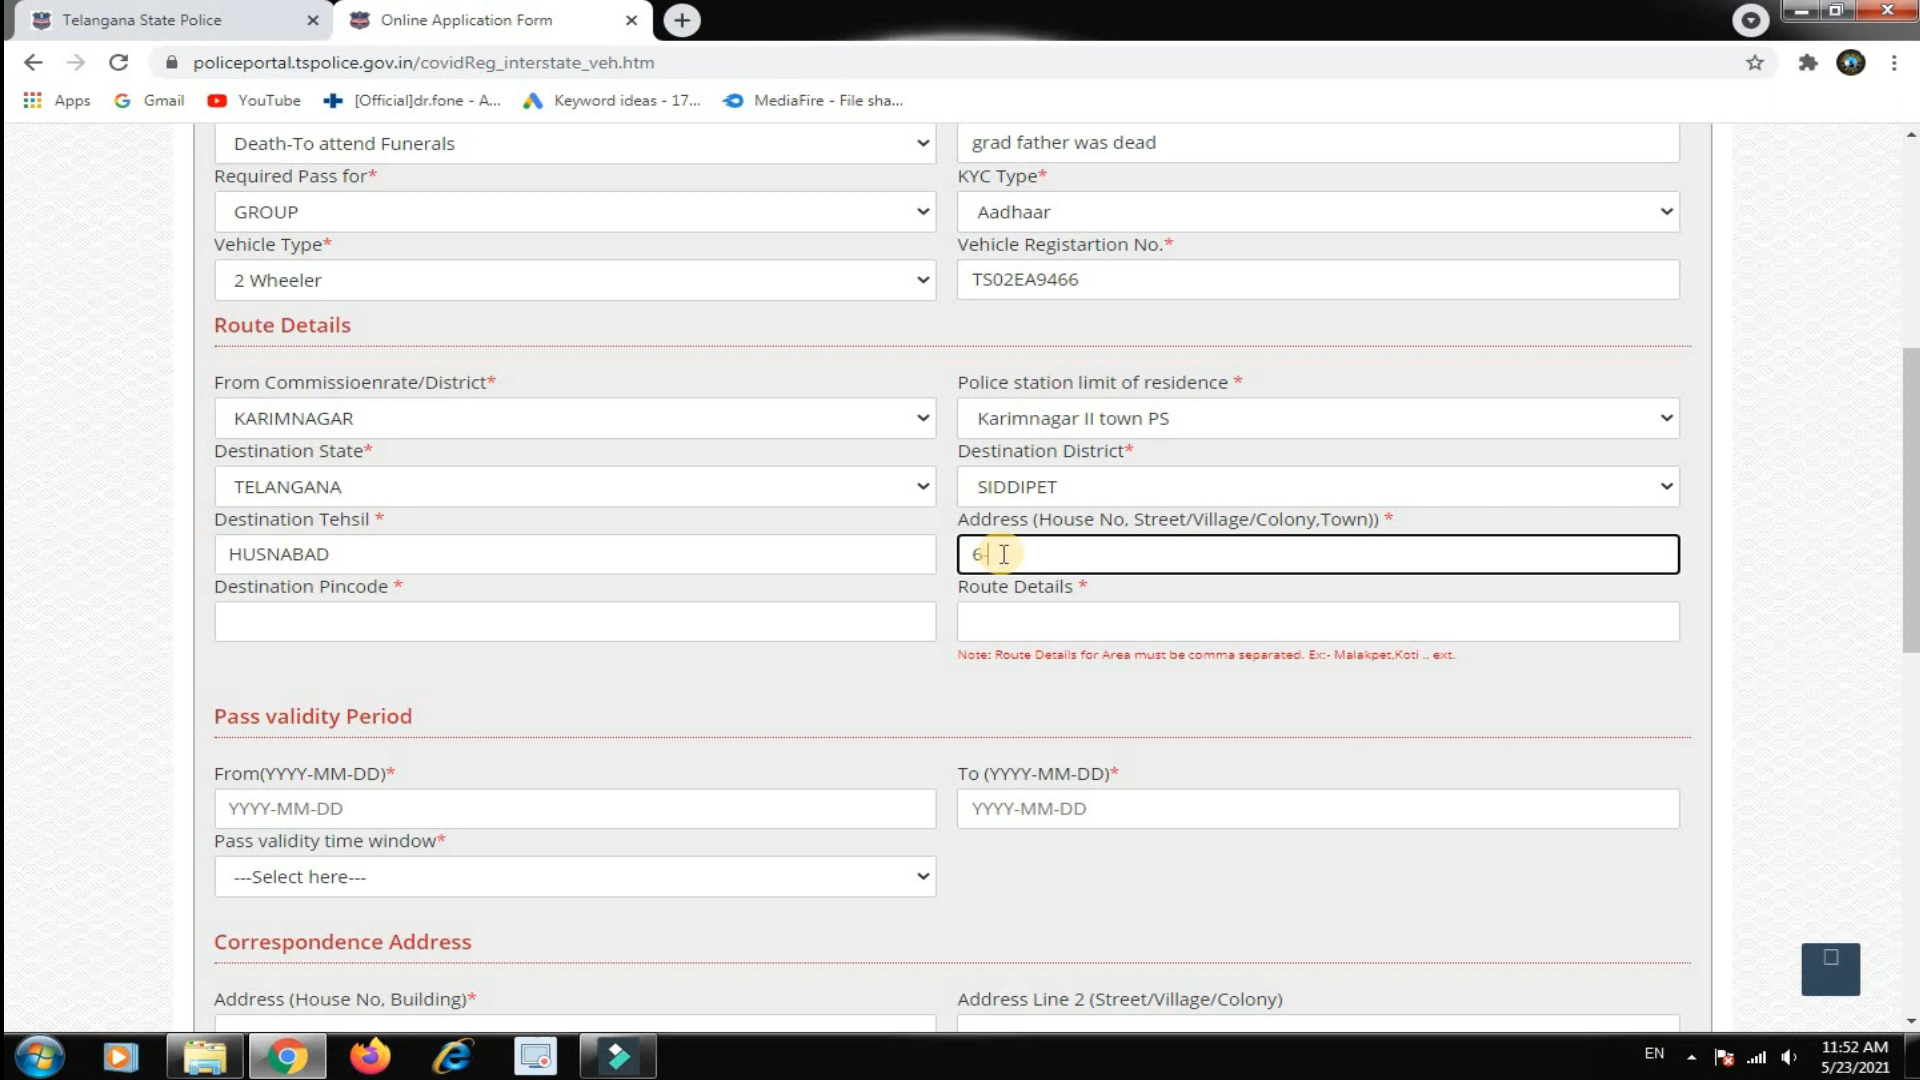 Telangana State Police
Online Application Form
policeportal.tspolice.gov.in/covidReg_interstate_veh.htm
Apps
Gmail
YouTube
[Official]dr.fone - A...
Keyword ideas - 17...
MediaFire - File sha...
Death-To attend Funerals
grad father was dead
Required Pass for*
KYC Type*
GROUP
Aadhaar
Vehicle Type*
Vehicle Registartion No.*
2 Wheeler
TS02EA9466
Route Details
From Commissioenrate/District*
Police station limit of residence *
KARIMNAGAR
Karimnagar II town PS
Destination State*
Destination District*
TELANGANA
SIDDIPET
Destination Tehsil *
Address (House No, Street/Village/Colony,Town)) *
HUSNABAD
6-
Destination Pincode *
Route Details *
Note: Route Details for Area must be comma separated. Ex:- Malakpet,Koti .. ext.
Pass validity Period
From(YYYY-MM-DD)*
To (YYYY-MM-DD)*
YYYY-MM-DD
YYYY-MM-DD
Pass validity time window*
---Select here---
Correspondence Address
Address (House No, Building)*
Address Line 2 (Street/Village/Colony)
EN
11:52 AM
5/23/2021